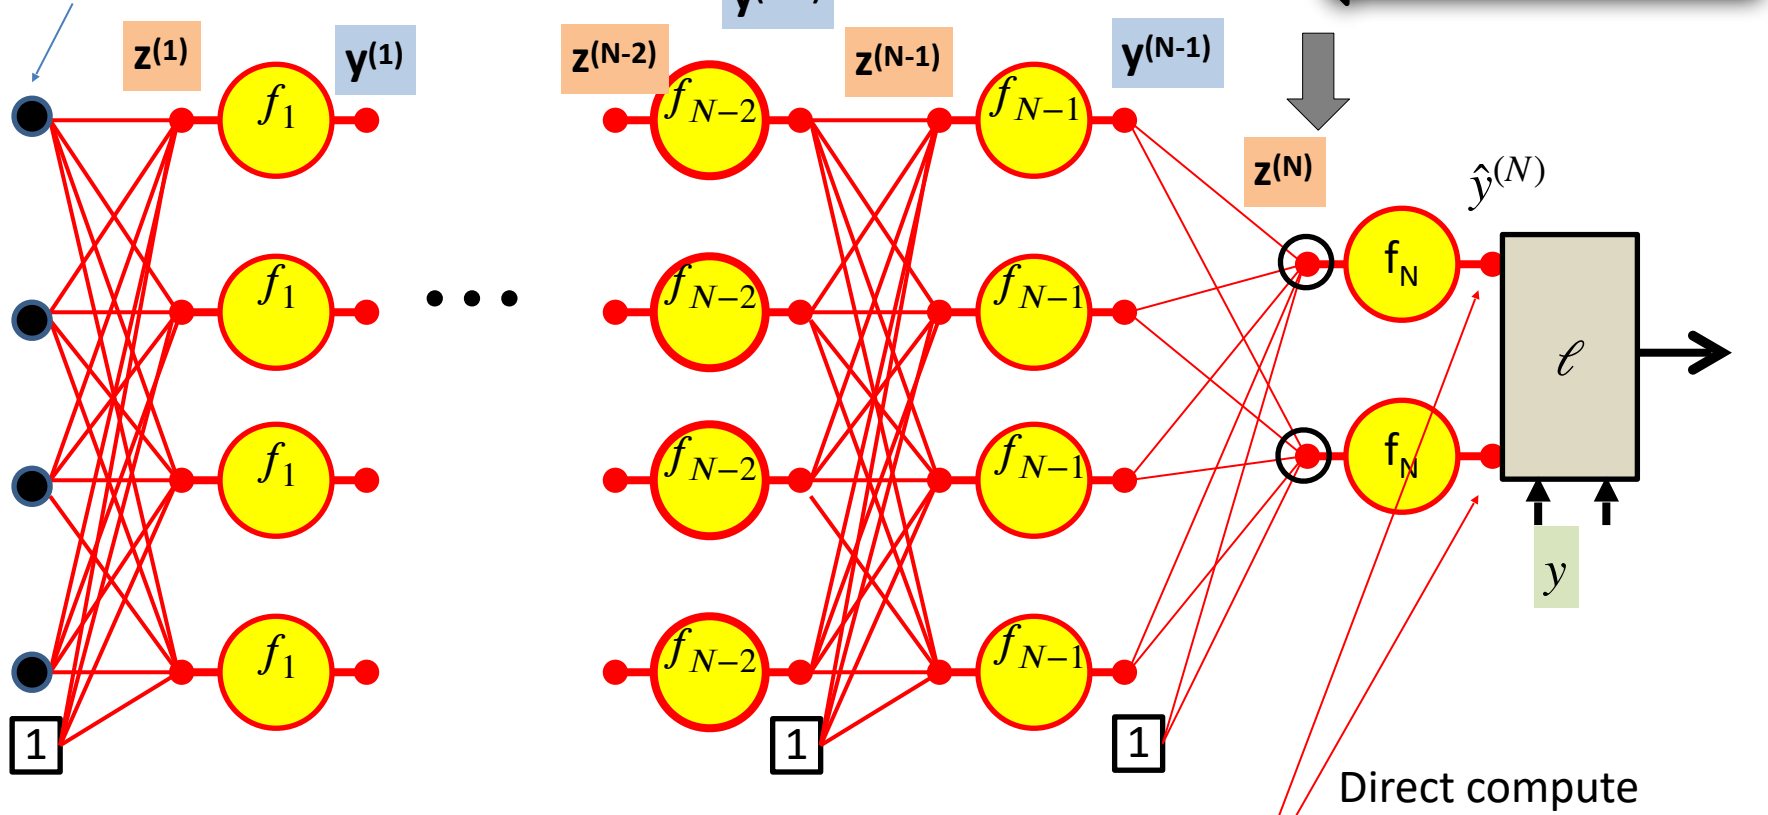 z(1)
y(1)
z(N-2)
z(N-1)
y(N-1)
z(N)
ŷ(N)
f1
fN−2
fN−1
fN
f1
fN−2
fN−1
fN
f1
fN−2
fN−1
f1
fN−2
fN−1
ℓ
y
1
1
1
Direct compute